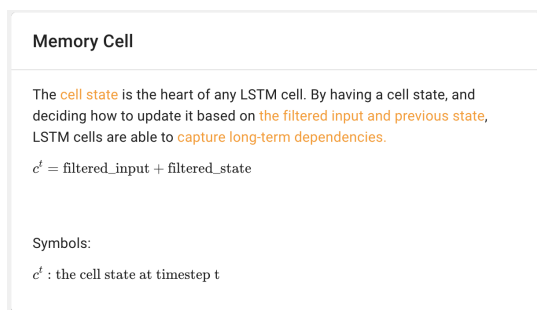 Memory Cell
The cell state is the heart of any LSTM cell. By having a cell state, and
deciding how to update it based on the filtered input and previous state,
LSTM cells are able to capture long-term dependencies.
cᵗ = filtered_input + filtered_state
Symbols:
cᵗ : the cell state at timestep t